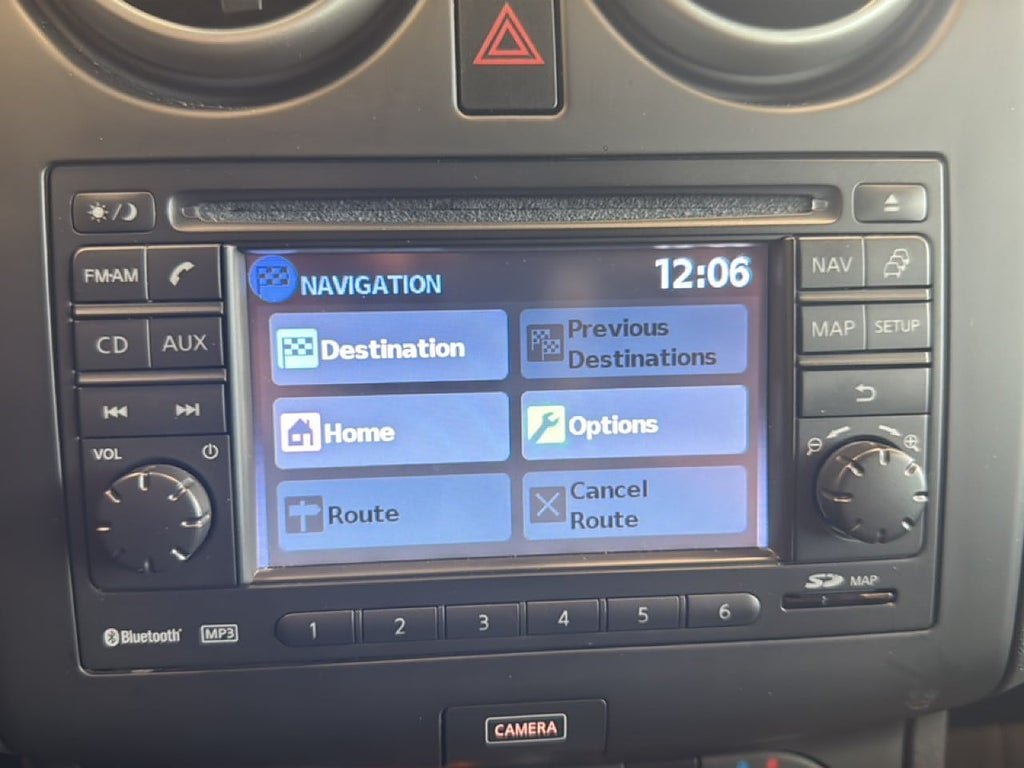 NAVIGATION 12:06
FM·AM
NAV
Destination
Previous
Destinations
CD AUX
MAP SETUP
Home
Options
VOL
Route
Cancel
Route
SD MAP
1 2 3 4 5 6
Bluetooth MP3
CAMERA